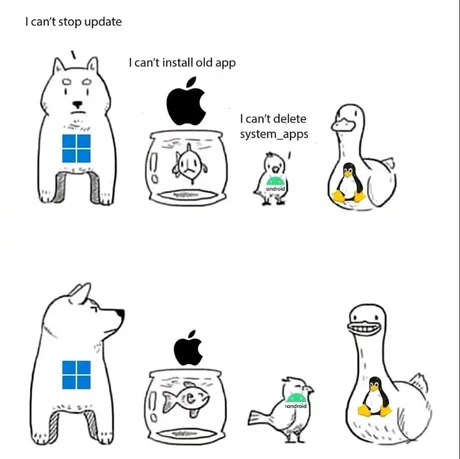 I can't stop update
I can't install old app
I can't delete
system_apps
android
android